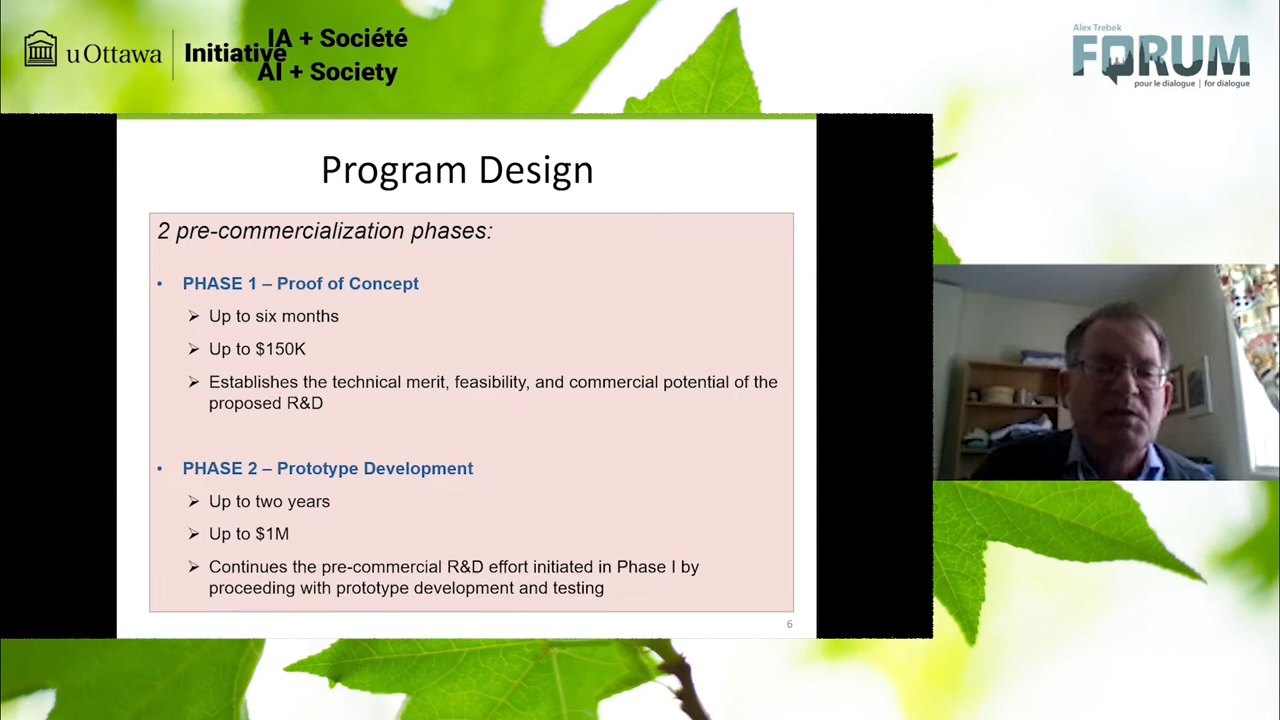 uOttawa
Initiative
IA + Société
AI + Society
Alex Trebek
FORUM
pour le dialogue | for dialogue
Program Design
2 pre-commercialization phases:
• PHASE 1 – Proof of Concept
➢ Up to six months
➢ Up to $150K
➢ Establishes the technical merit, feasibility, and commercial potential of the
proposed R&D
• PHASE 2 – Prototype Development
➢ Up to two years
➢ Up to $1M
➢ Continues the pre-commercial R&D effort initiated in Phase I by
proceeding with prototype development and testing
6